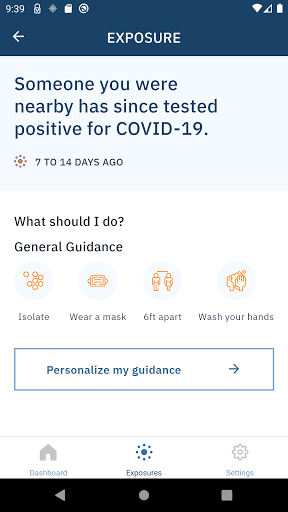 9:39
EXPOSURE
Someone you were
nearby has since tested
positive for COVID-19.
7 TO 14 DAYS AGO
What should I do?
General Guidance
Isolate Wear a mask 6ft apart Wash your hands
Personalize my guidance
Dashboard Exposures Settings